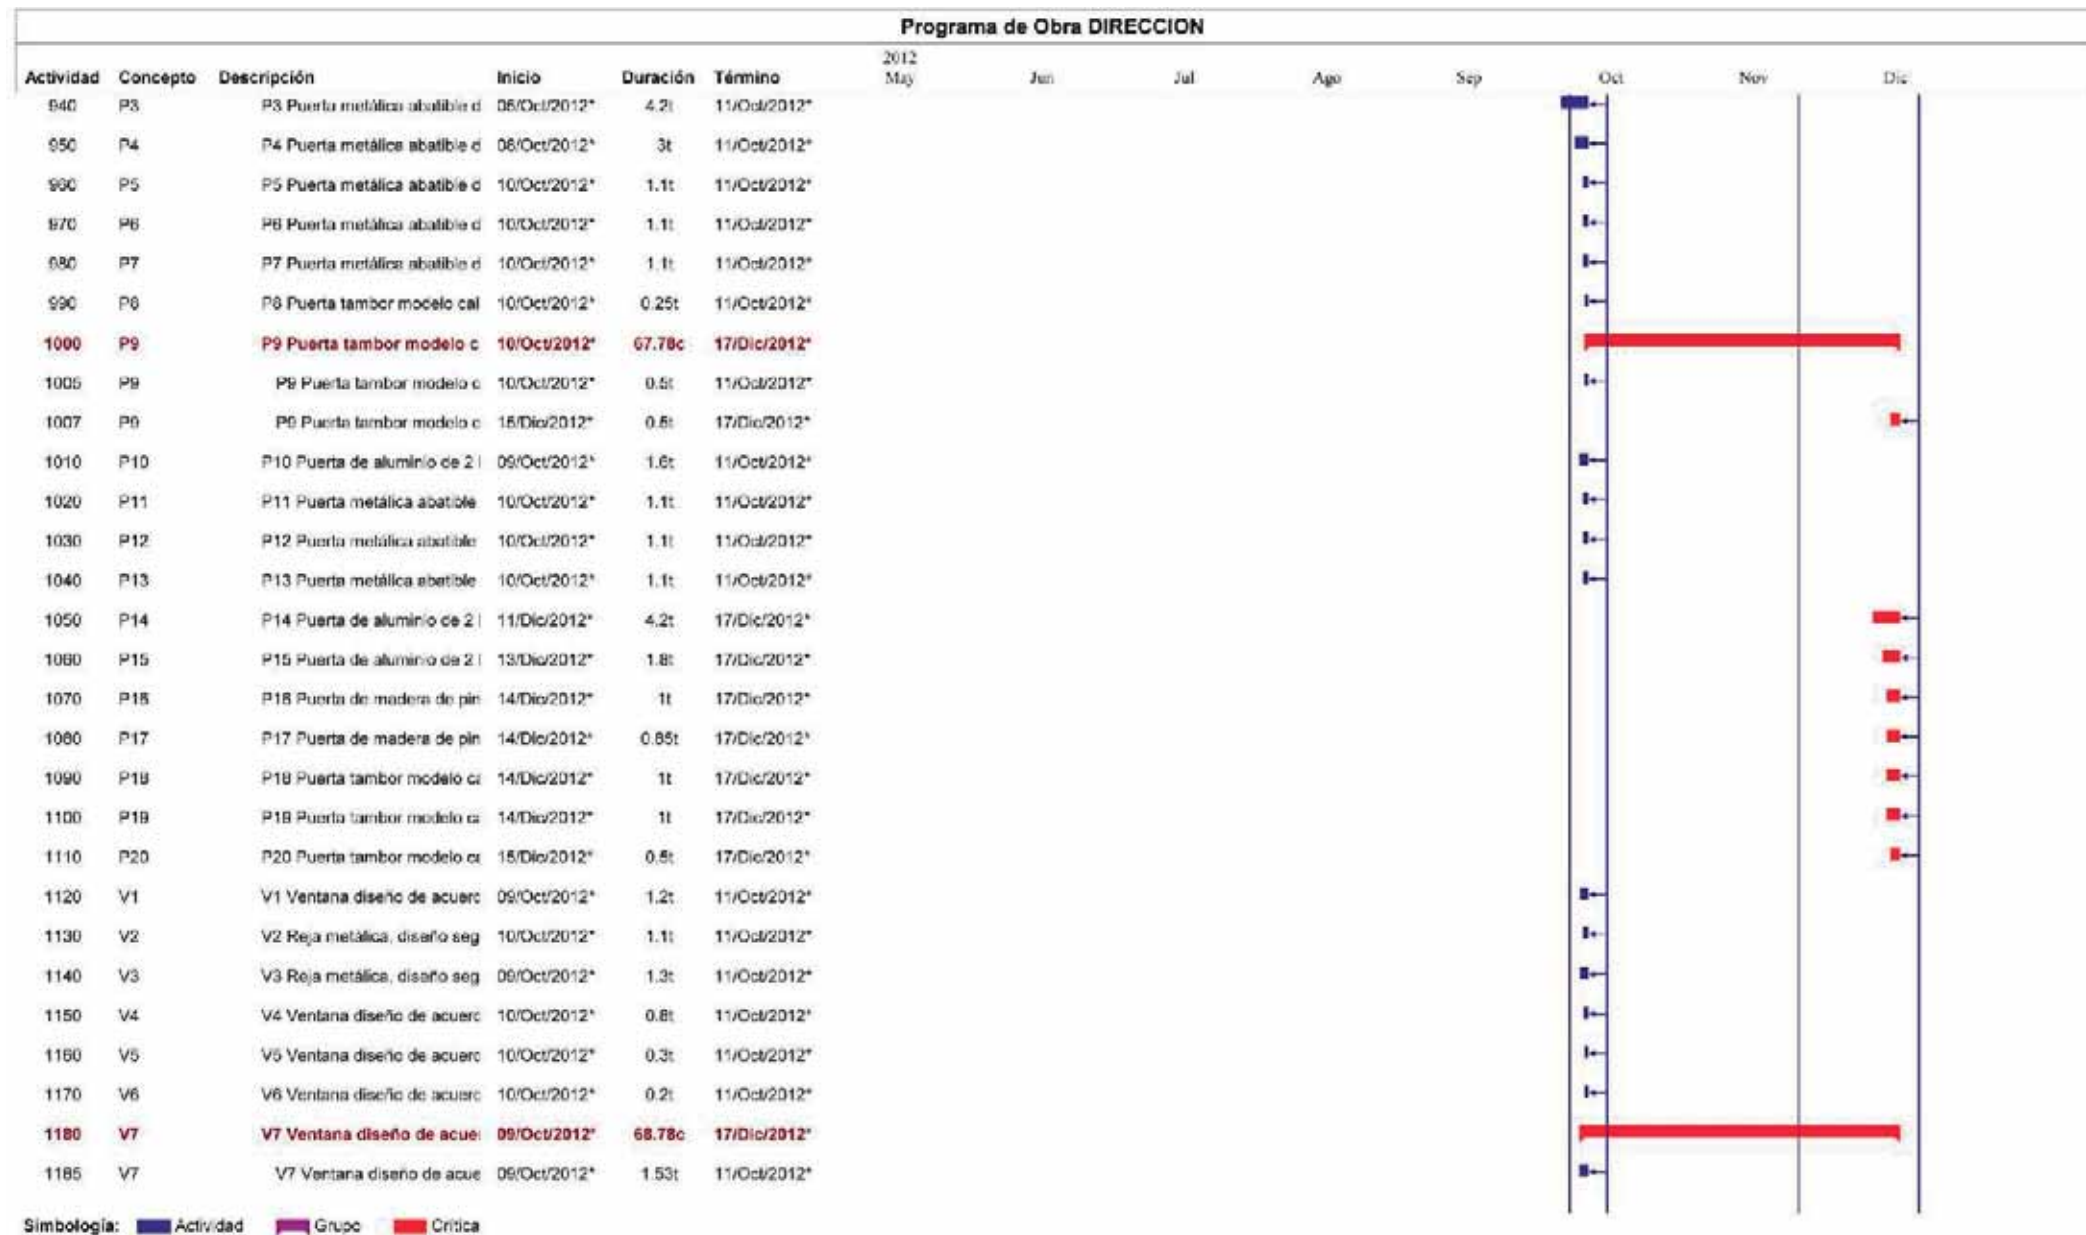 Programa de Obra DIRECCION
2012
Actividad Concepto Descripción Inicio Duración Término May Jun Jul Ago Sep Oct Nov Dic
940 P3 P3 Puerta metálica abatible d 05/Oct/2012* 4.2t 11/Oct/2012*
950 P4 P4 Puerta metálica abatible d 08/Oct/2012* 3t 11/Oct/2012*
960 P5 P5 Puerta metálica abatible d 10/Oct/2012* 1.1t 11/Oct/2012*
970 P6 P6 Puerta metálica abatible d 10/Oct/2012* 1.1t 11/Oct/2012*
980 P7 P7 Puerta metálica abatible d 10/Oct/2012* 1.1t 11/Oct/2012*
990 P8 P8 Puerta tambor modelo cal 10/Oct/2012* 0.25t 11/Oct/2012*
1000 P9 P9 Puerta tambor modelo c 10/Oct/2012* 67.78c 17/Dic/2012*
1005 P9 P9 Puerta tambor modelo c 10/Oct/2012* 0.5t 11/Oct/2012*
1007 P9 P9 Puerta tambor modelo c 15/Dic/2012* 0.5t 17/Dic/2012*
1010 P10 P10 Puerta de aluminio de 2 l 09/Oct/2012* 1.6t 11/Oct/2012*
1020 P11 P11 Puerta metálica abatible 10/Oct/2012* 1.1t 11/Oct/2012*
1030 P12 P12 Puerta metálica abatible 10/Oct/2012* 1.1t 11/Oct/2012*
1040 P13 P13 Puerta metálica abatible 10/Oct/2012* 1.1t 11/Oct/2012*
1050 P14 P14 Puerta de aluminio de 2 l 11/Dic/2012* 4.2t 17/Dic/2012*
1060 P15 P15 Puerta de aluminio de 2 l 13/Dic/2012* 1.8t 17/Dic/2012*
1070 P16 P16 Puerta de madera de pin 14/Dic/2012* 1t 17/Dic/2012*
1080 P17 P17 Puerta de madera de pin 14/Dic/2012* 0.85t 17/Dic/2012*
1090 P18 P18 Puerta tambor modelo ca 14/Dic/2012* 1t 17/Dic/2012*
1100 P19 P19 Puerta tambor modelo ca 14/Dic/2012* 1t 17/Dic/2012*
1110 P20 P20 Puerta tambor modelo ca 15/Dic/2012* 0.5t 17/Dic/2012*
1120 V1 V1 Ventana diseño de acuerc 09/Oct/2012* 1.2t 11/Oct/2012*
1130 V2 V2 Reja metálica, diseño seg 10/Oct/2012* 1.1t 11/Oct/2012*
1140 V3 V3 Reja metálica, diseño seg 09/Oct/2012* 1.3t 11/Oct/2012*
1150 V4 V4 Ventana diseño de acuerc 10/Oct/2012* 0.8t 11/Oct/2012*
1160 V5 V5 Ventana diseño de acuerc 10/Oct/2012* 0.3t 11/Oct/2012*
1170 V6 V6 Ventana diseño de acuerc 10/Oct/2012* 0.2t 11/Oct/2012*
1180 V7 V7 Ventana diseño de acuei 09/Oct/2012* 68.78c 17/Dic/2012*
1185 V7 V7 Ventana diseño de acue 09/Oct/2012* 1.53t 11/Oct/2012*
Simbología: Actividad Grupo Crítica